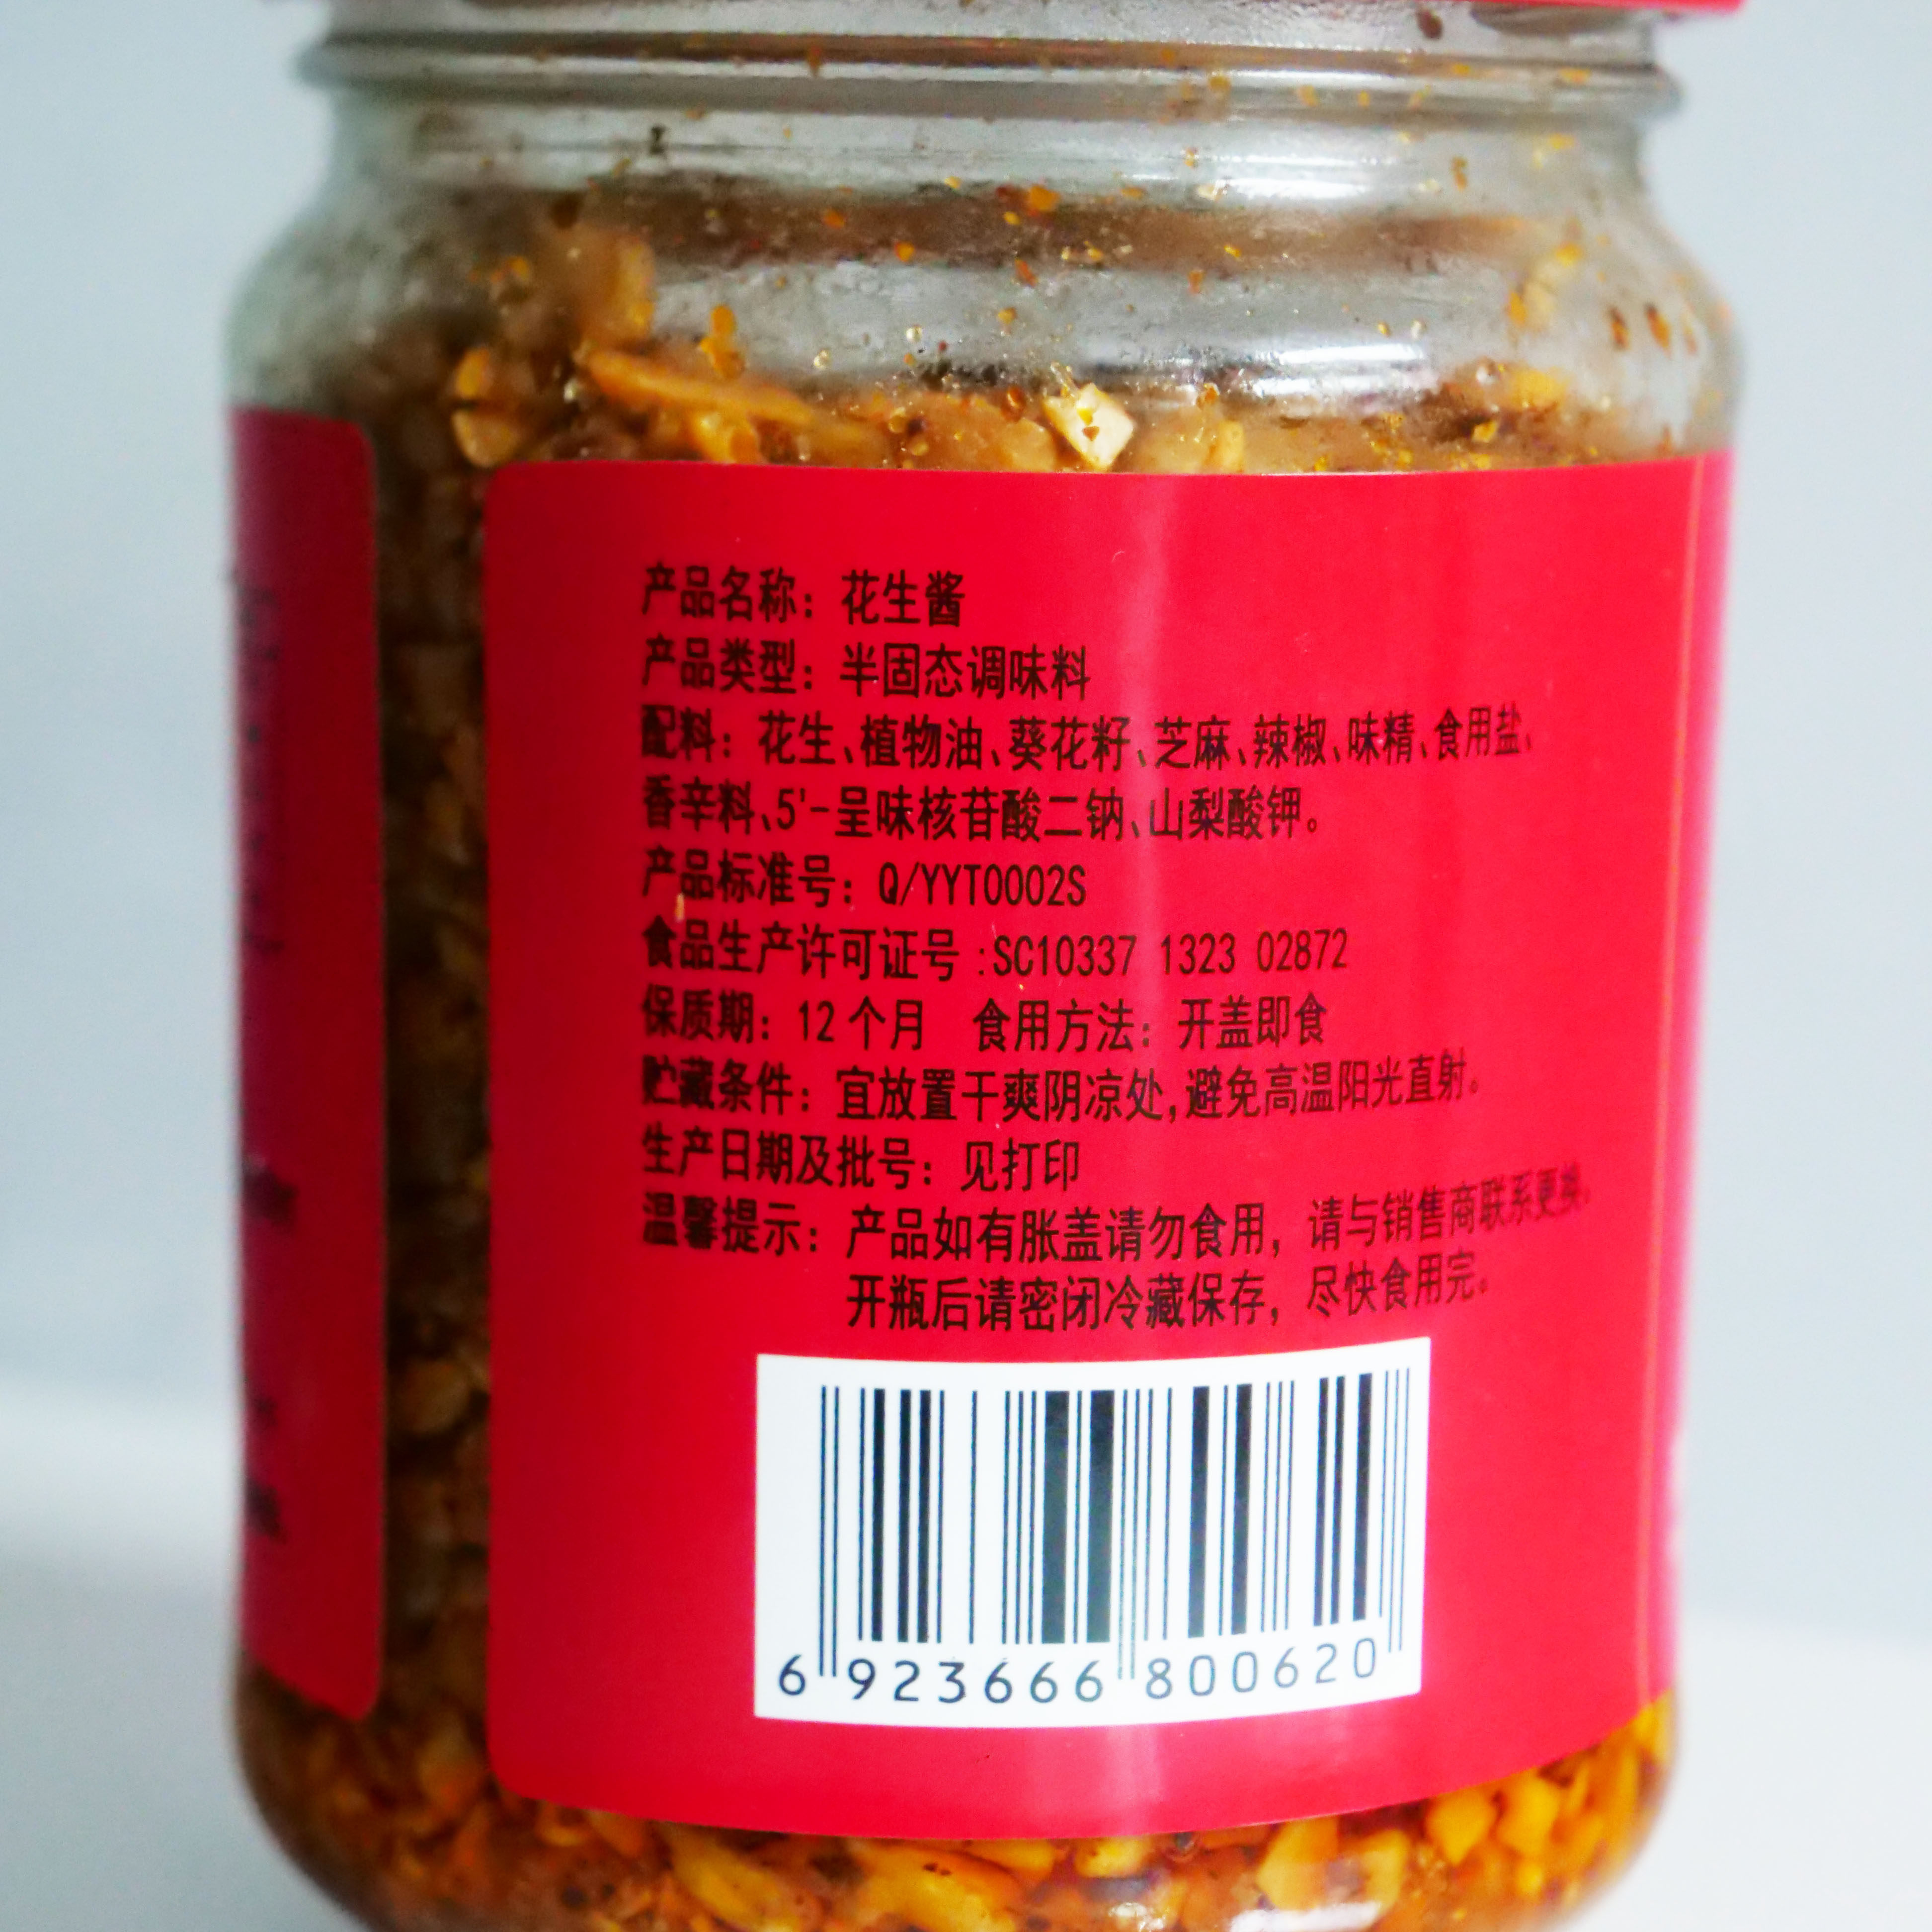 产品名称：花生酱
产品类型：半固态调味料
配料：花生、植物油、葵花籽、芝麻、辣椒、味精、食用盐、
香辛料、5'-呈味核苷酸二钠、山梨酸钾。
产品标准号：Q/YYT0002S
食品生产许可证号:SC10337 1323 02872
保质期：12个月 食用方法：开盖即食
贮藏条件：宜放置干爽阴凉处,避免高温阳光直射。
生产日期及批号：见打印
温馨提示：产品如有胀盖请勿食用，请与销售商联系更换。
开瓶后请密闭冷藏保存，尽快食用完。
6 923666 800620